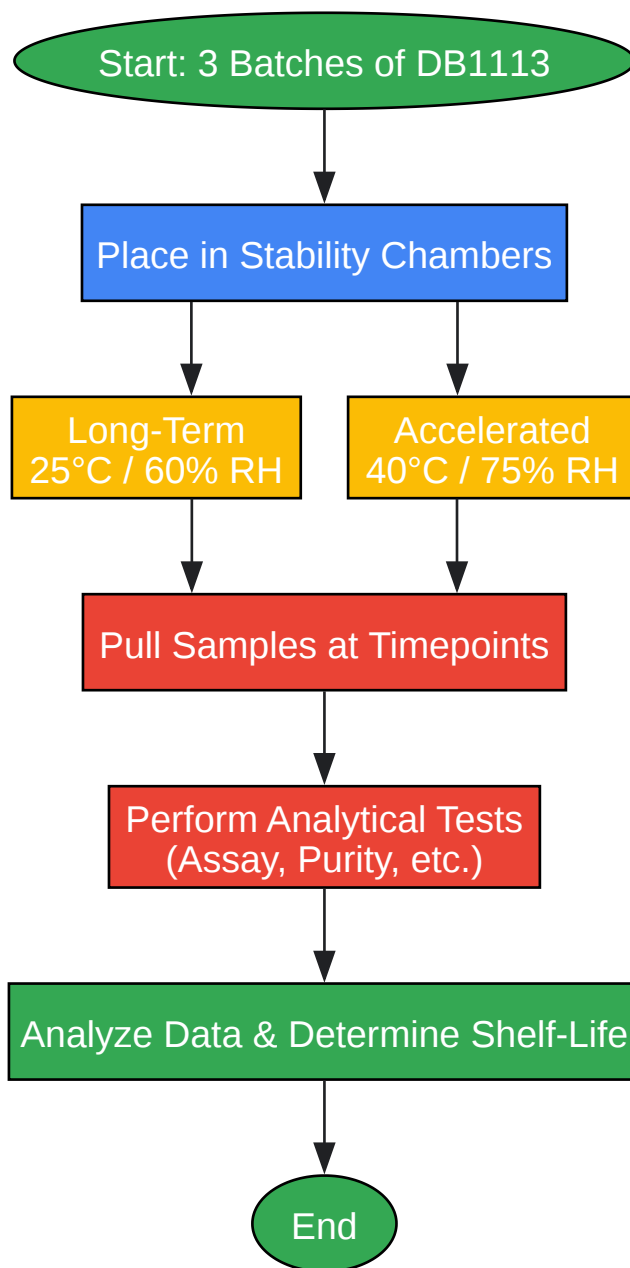 Start: 3 Batches of DB1113
Place in Stability Chambers
Long-Term
25°C / 60% RH
Accelerated
40°C / 75% RH
Pull Samples at Timepoints
Perform Analytical Tests
(Assay, Purity, etc.)
Analyze Data & Determine Shelf-Life
End